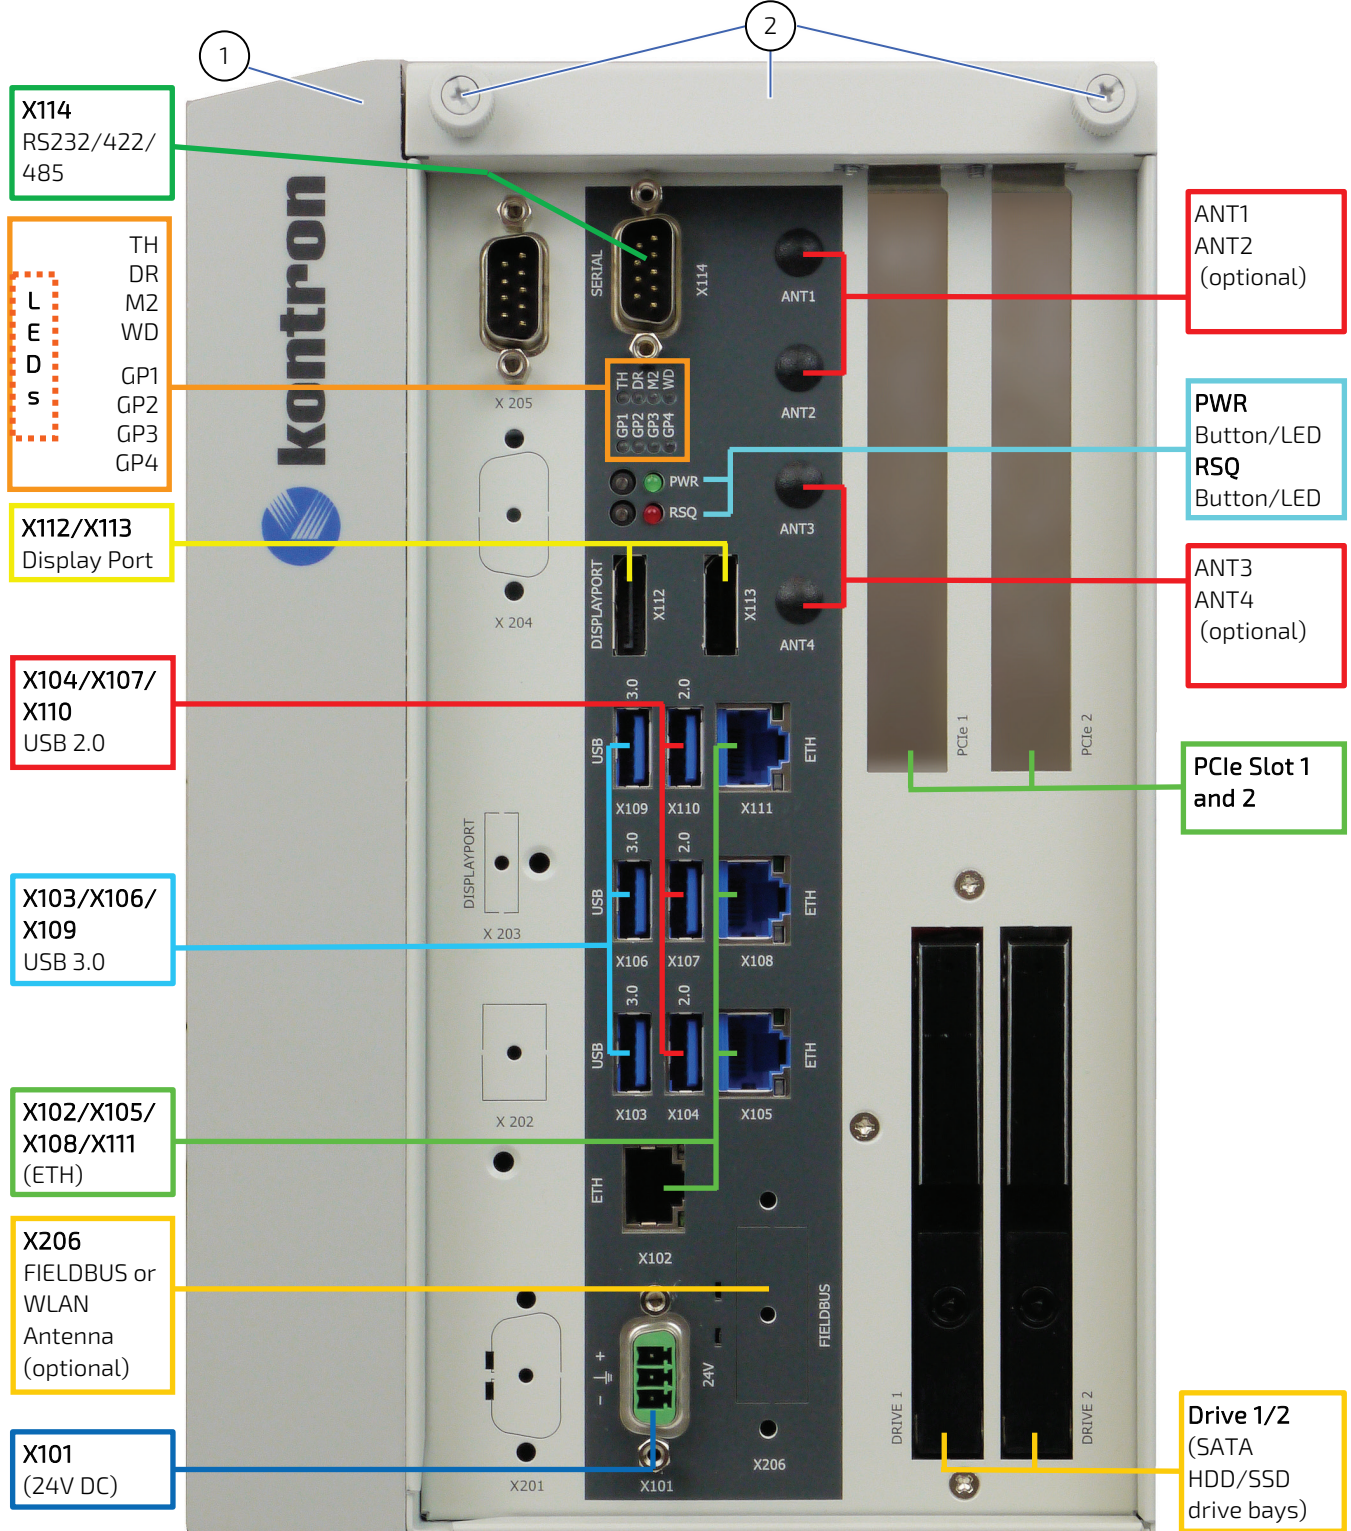 1
2
X114
RS232/422/
485
TH
DR
M2
WD
GP1
GP2
GP3
GP4
LEDs
X112/X113
Display Port
X104/X107/
X110
USB 2.0
X103/X106/
X109
USB 3.0
X102/X105/
X108/X111
(ETH)
X206
FIELDBUS or
WLAN
Antenna
(optional)
X101
(24V DC)
kontron
X 205
X 204
DISPLAYPORT
X 203
X 202
X201
SERIAL
X114
TH DR M2 WD
GP1 GP2 GP3 GP4
PWR
RSQ
ANT1
ANT2
ANT3
ANT4
DISPLAYPORT
X112
X113
3.0
2.0
USB
ETH
X109
X110
X111
3.0
2.0
USB
ETH
X106
X107
X108
3.0
2.0
USB
ETH
X103
X104
X105
ETH
X102
+
-
24V
X101
FIELDBUS
X206
PCIe 1
PCIe 2
DRIVE 1
DRIVE 2
ANT1
ANT2
(optional)
PWR
Button/LED
RSQ
Button/LED
ANT3
ANT4
(optional)
PCIe Slot 1
and 2
Drive 1/2
(SATA
HDD/SSD
drive bays)